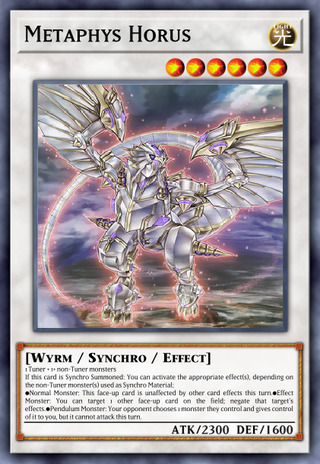 METAPHYS HORUS
LIGHT
光
[WYRM / SYNCHRO / EFFECT]
1 Tuner + 1+ non-Tuner monsters
If this card is Synchro Summoned: You can activate the appropriate effect(s), depending on
the non-Tuner monster(s) used as Synchro Material;
●Normal Monster: This face-up card is unaffected by other card effects this turn.●Effect
Monster: You can target 1 other face-up card on the field; negate that target's
effects.●Pendulum Monster: Your opponent chooses 1 monster they control and gives control
of it to you, but it cannot attack this turn.
ATK/2300 DEF/1600